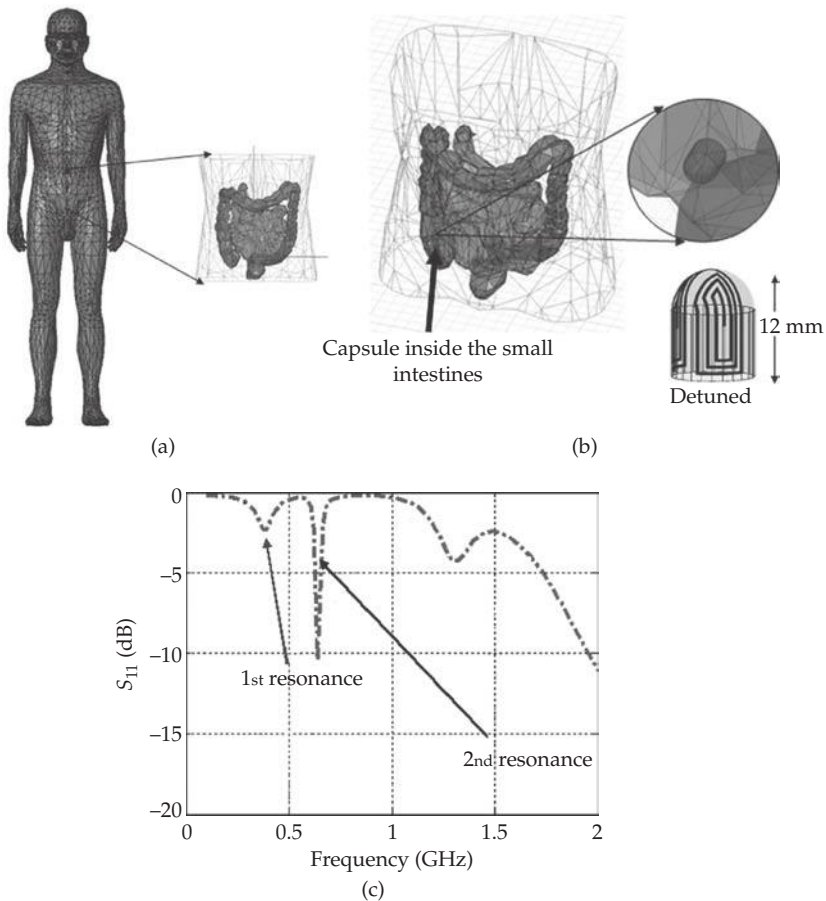 12 mm
Capsule inside the small
intestines
Detuned
(a)
(b)
0
–5
–10
–15
–20
S11 (dB)
1st resonance
2nd resonance
0
0.5
1
1.5
2
Frequency (GHz)
(c)